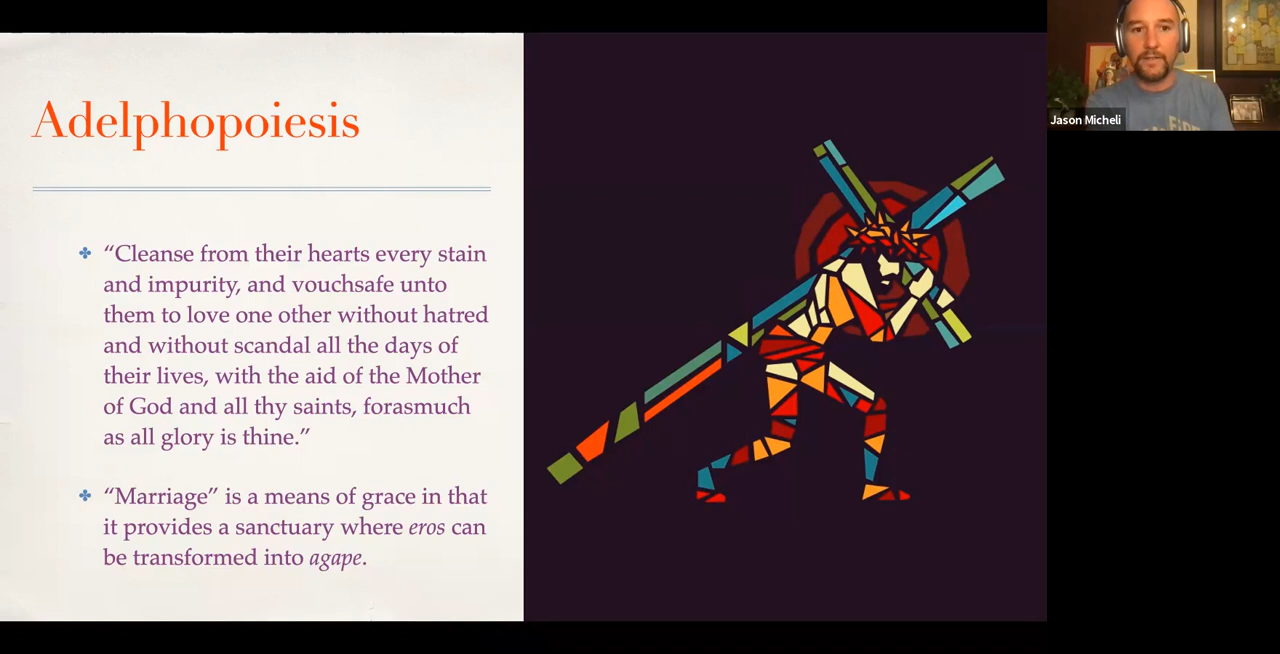 Adelphopoiesis
“Cleanse from their hearts every stain
and impurity, and vouchsafe unto
them to love one other without hatred
and without scandal all the days of
their lives, with the aid of the Mother
of God and all thy saints, forasmuch
as all glory is thine.”
“Marriage” is a means of grace in that
it provides a sanctuary where eros can
be transformed into agape.
Jason Micheli